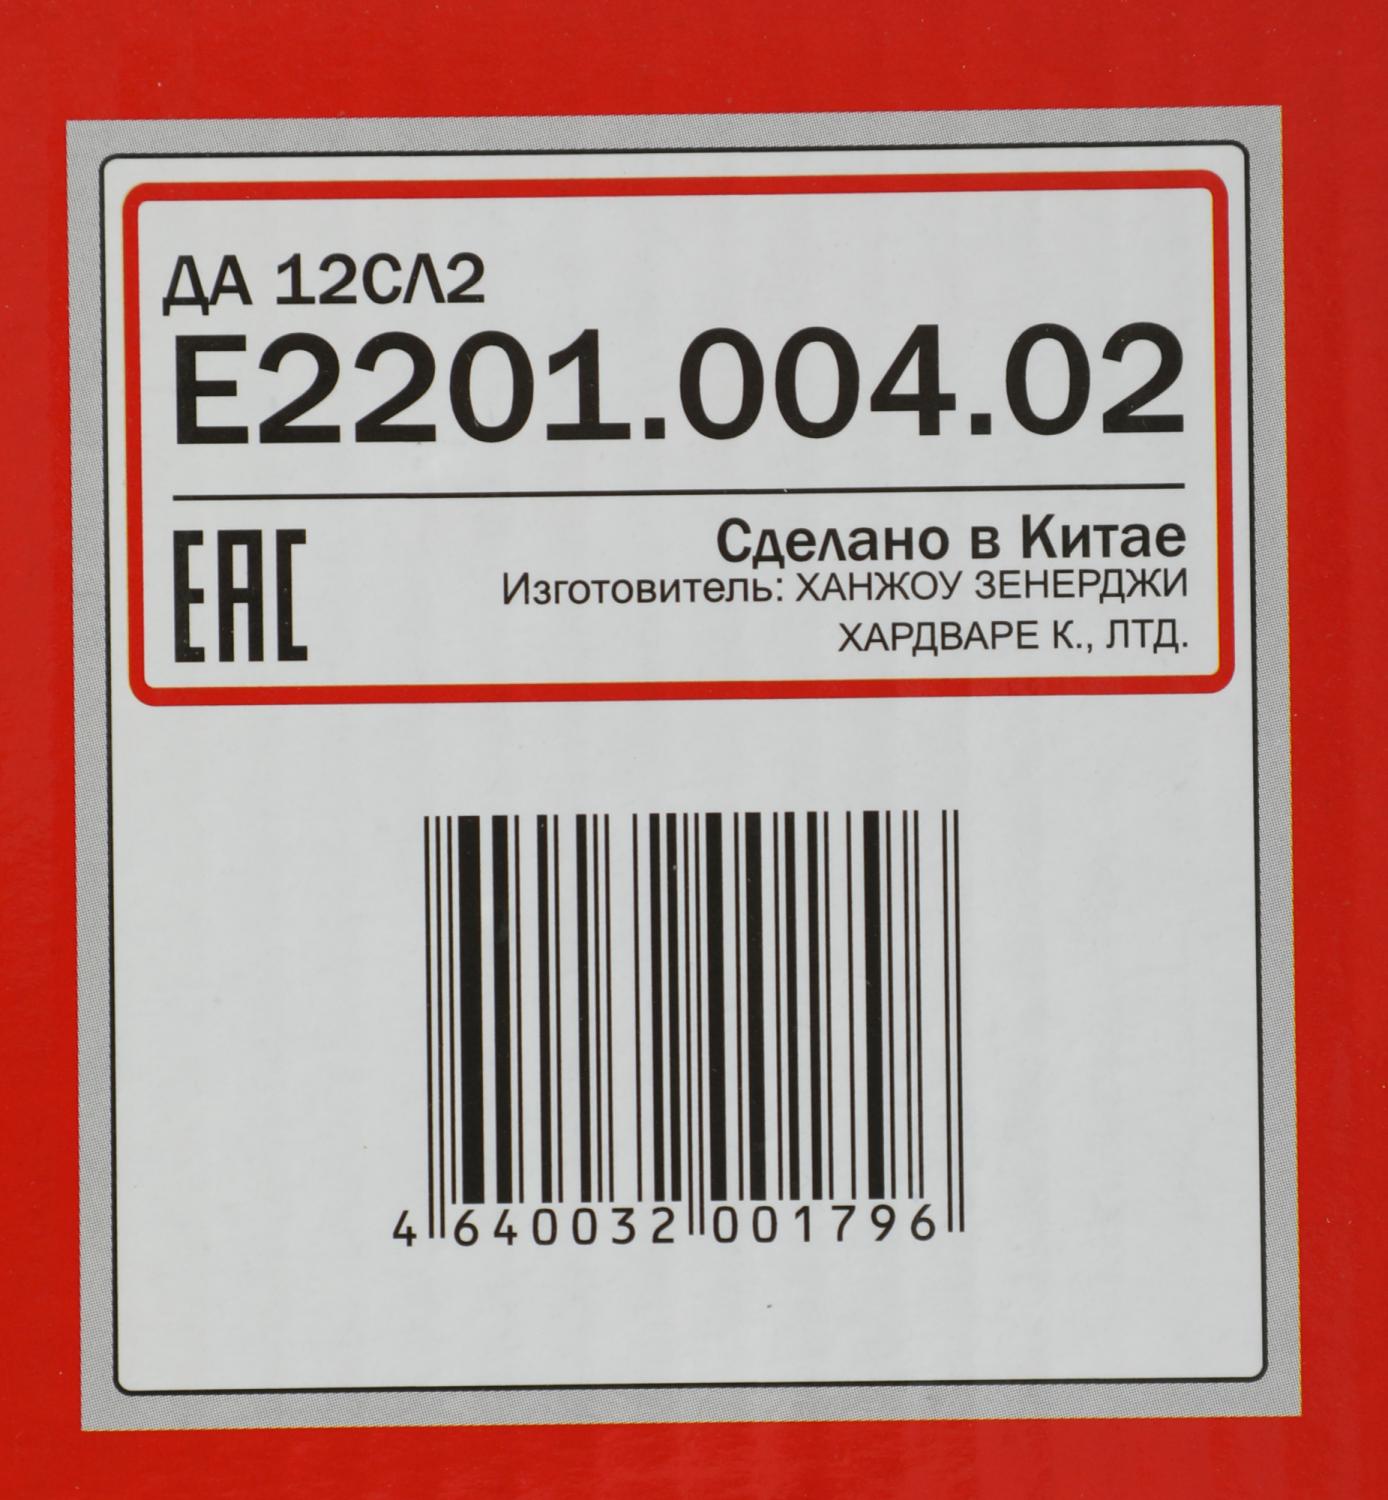 ДА 12СЛ2
E2201.004.02
ЕАС
Сделано в Китае
Изготовитель: ХАНЖОУ ЗЕНЕРДЖИ
ХАРДВАРЕ К., ЛТД.
4 640032 001796